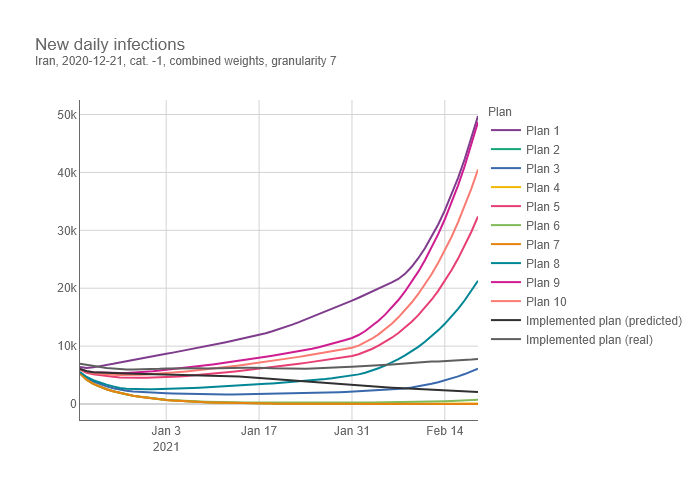 New daily infections
Iran, 2020-12-21, cat. -1, combined weights, granularity 7
50k
40k
30k
20k
10k
0
Jan 3
2021
Jan 17
Jan 31
Feb 14
Plan
Plan 1
Plan 2
Plan 3
Plan 4
Plan 5
Plan 6
Plan 7
Plan 8
Plan 9
Plan 10
Implemented plan (predicted)
Implemented plan (real)